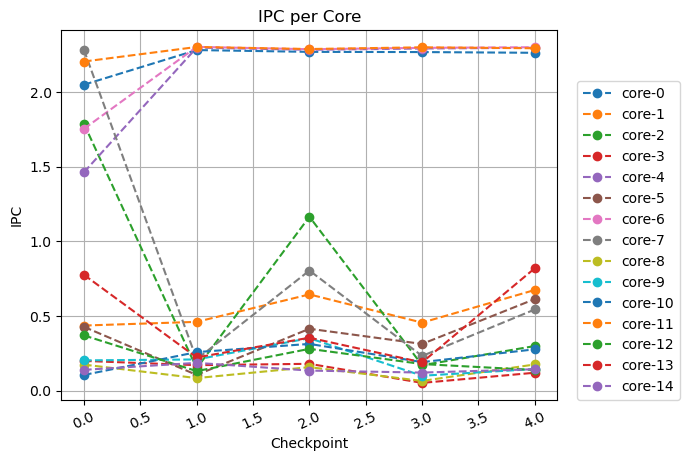 IPC per Core
IPC
2.0
1.5
1.0
0.5
0.0
0.0 0.5 1.0 1.5 2.0 2.5 3.0 3.5 4.0
Checkpoint
core-0
core-1
core-2
core-3
core-4
core-5
core-6
core-7
core-8
core-9
core-10
core-11
core-12
core-13
core-14